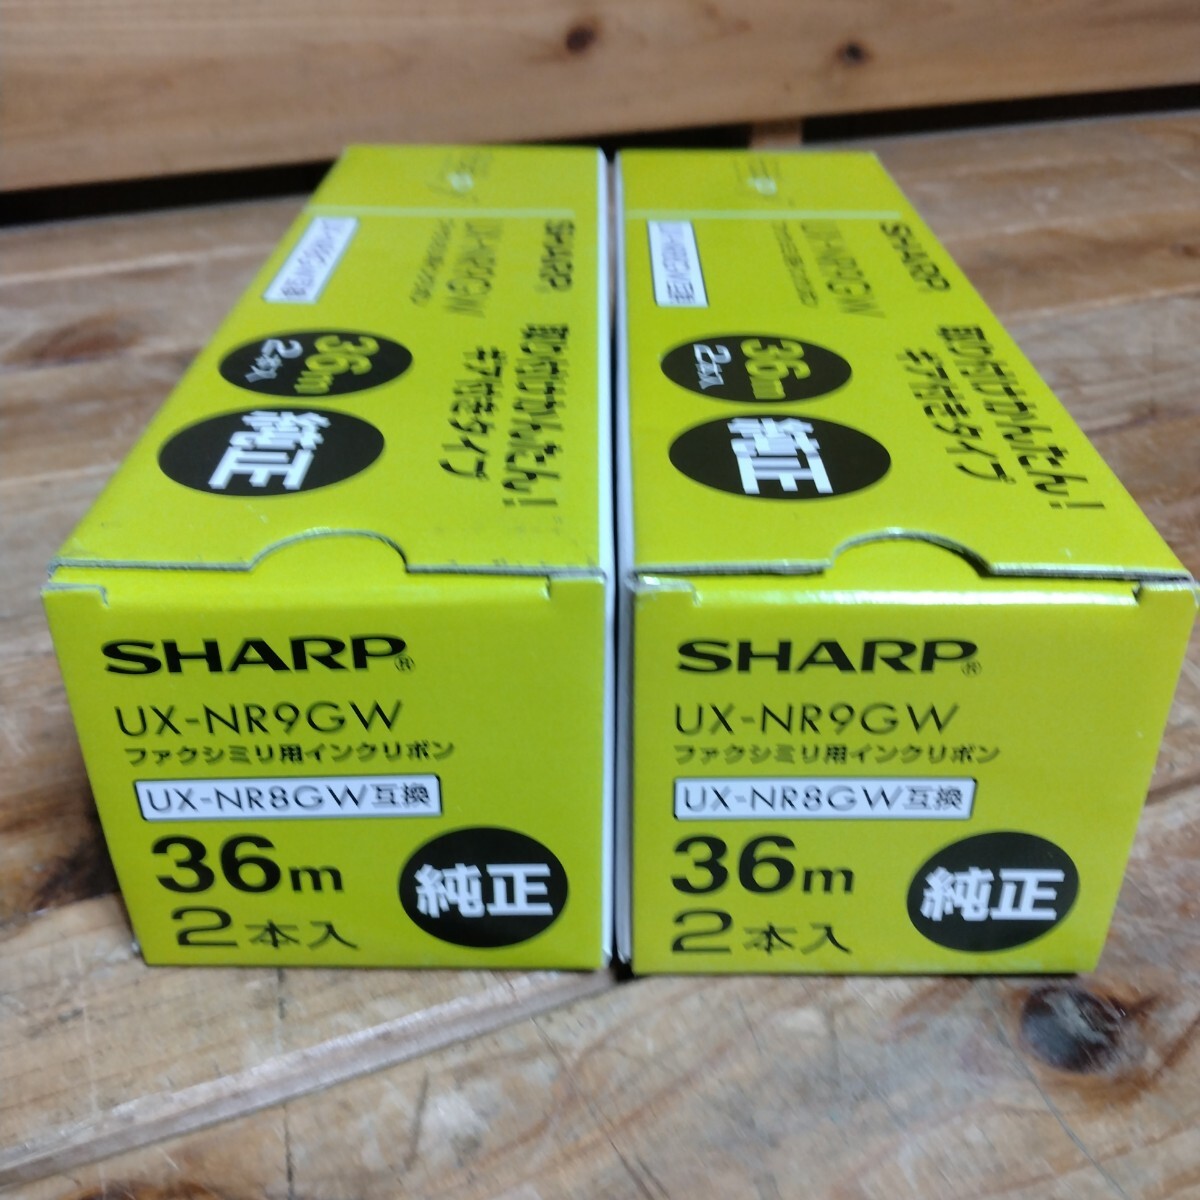 SHARP
UX-NR9GW
取り付けかんたん!
ギア付きタイプ
36m
2本入
純正
SHARP®
UX-NR9GW
ファクシミリ用インクリボン
UX-NR8GW互換
36m
2本入
純正
SHARP
UX-NR9GW
取り付けかんたん!
ギア付きタイプ
36m
2本入
純正
SHARP®
UX-NR9GW
ファクシミリ用インクリボン
UX-NR8GW互換
36m
2本入
純正